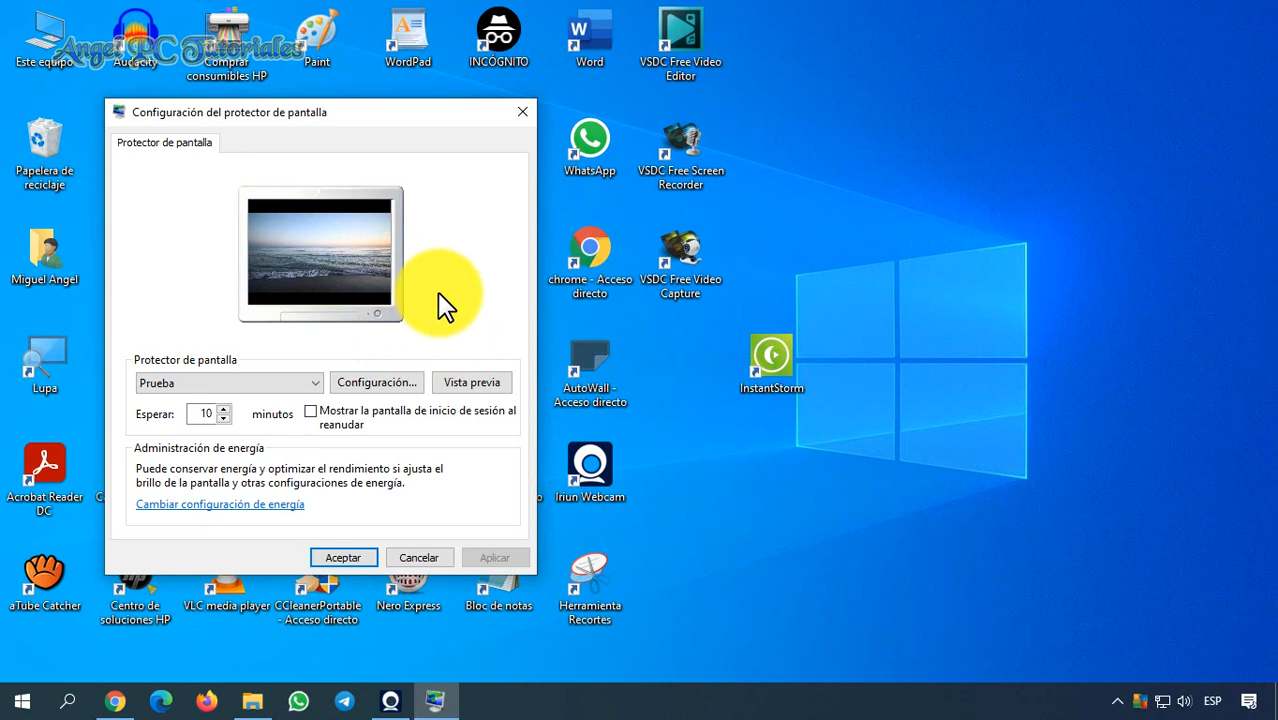 Angel PC Tutoriales
Este equipo
Audacity
Comprar
consumibles HP
Paint
WordPad
INCÓGNITO
Word
VSDC Free Video
Editor
Configuración del protector de pantalla
Protector de pantalla
Papelera de
reciclaje
WhatsApp
VSDC Free Screen
Recorder
Miguel Angel
chrome - Acceso
directo
VSDC Free Video
Capture
Protector de pantalla
Prueba
Configuración...
Vista previa
Esperar:
10
minutos
Mostrar la pantalla de inicio de sesión al
reanudar
Lupa
AutoWall -
Acceso directo
InstantStorm
Administración de energía
Puede conservar energía y optimizar el rendimiento si ajusta el
brillo de la pantalla y otras configuraciones de energía.
Cambiar configuración de energía
Acrobat Reader
DC
Iriun Webcam
Aceptar
Cancelar
Aplicar
aTube Catcher
Centro de
soluciones HP
VLC media player
CCleanerPortable
- Acceso directo
Nero Express
Bloc de notas
Herramienta
Recortes
ESP